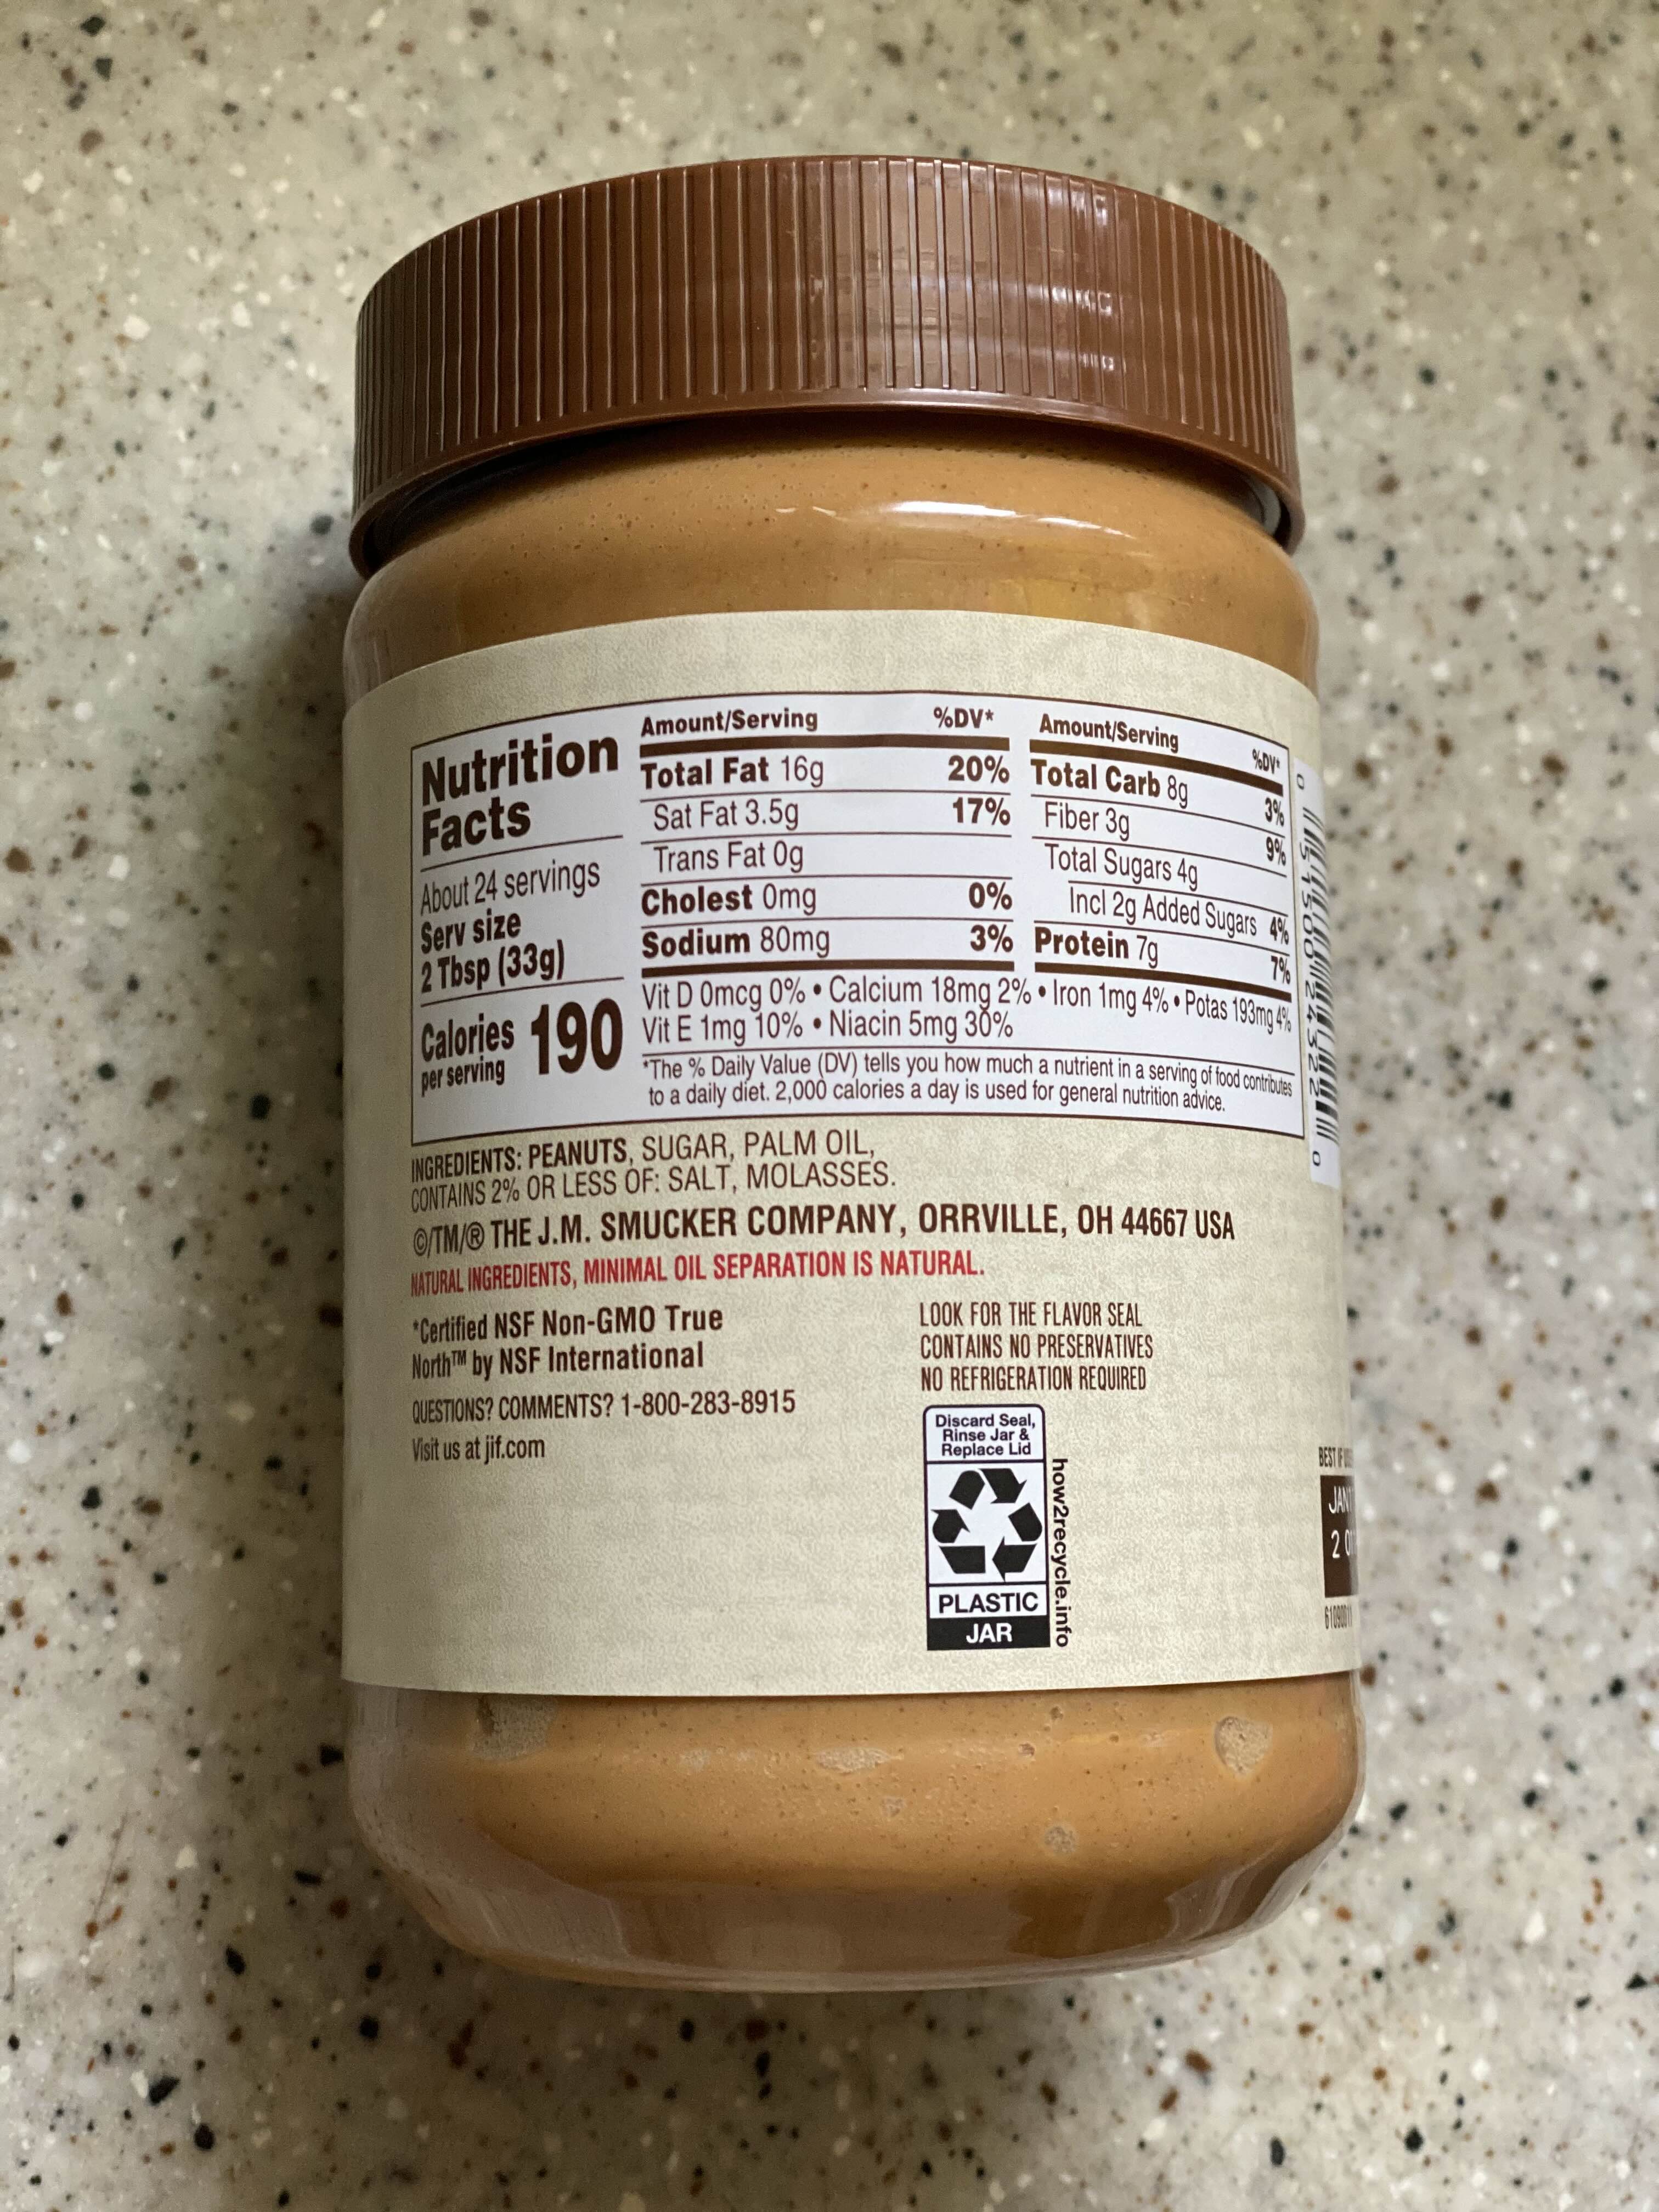 Nutrition
Facts
About 24 servings
Serv size
2 Tbsp (33g)
Calories
per serving
190
Amount/Serving %DV*
Total Fat 16g 20%
Sat Fat 3.5g 17%
Trans Fat 0g
Cholest 0mg 0%
Sodium 80mg 3%
Amount/Serving %DV*
Total Carb 8g 3%
Fiber 3g 9%
Total Sugars 4g
Incl 2g Added Sugars 4%
Protein 7g 7%
Vit D 0mcg 0% • Calcium 18mg 2% • Iron 1mg 4% • Potas 193mg 4%
Vit E 1mg 10% • Niacin 5mg 30%
*The % Daily Value (DV) tells you how much a nutrient in a serving of food contributes
to a daily diet. 2,000 calories a day is used for general nutrition advice.
0 51500 24322 0
INGREDIENTS: PEANUTS, SUGAR, PALM OIL,
CONTAINS 2% OR LESS OF: SALT, MOLASSES.
©/TM/® THE J.M. SMUCKER COMPANY, ORRVILLE, OH 44667 USA
NATURAL INGREDIENTS, MINIMAL OIL SEPARATION IS NATURAL.
*Certified NSF Non-GMO True
North™ by NSF International
QUESTIONS? COMMENTS? 1-800-283-8915
Visit us at jif.com
LOOK FOR THE FLAVOR SEAL
CONTAINS NO PRESERVATIVES
NO REFRIGERATION REQUIRED
Discard Seal,
Rinse Jar &
Replace Lid
PLASTIC
JAR
how2recycle.info
BEST IF
JAN
2